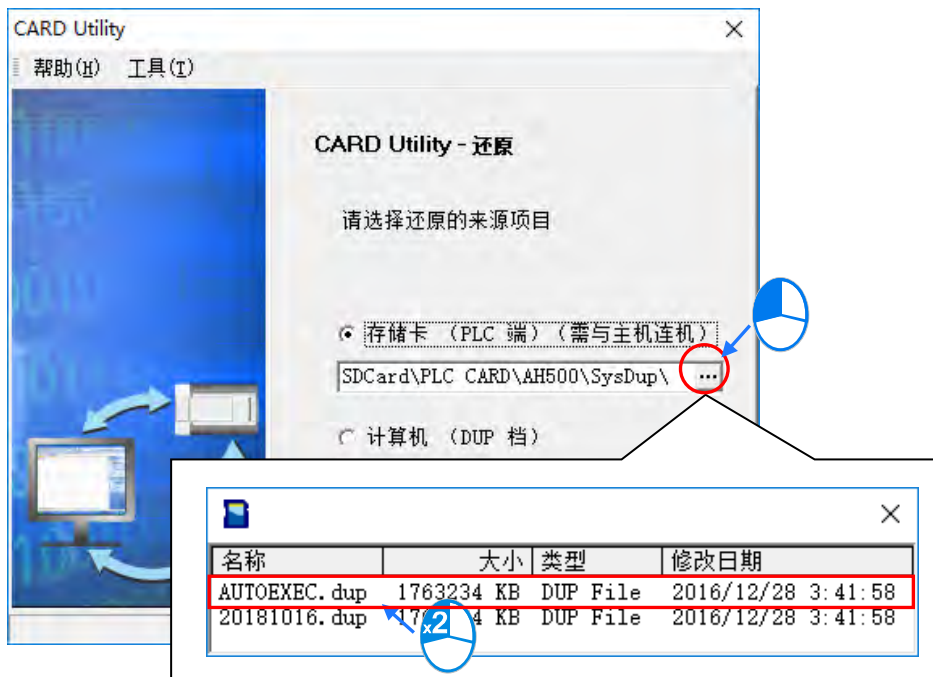 CARD Utility
帮助(H) 工具(T)
CARD Utility - 还原
请选择还原的来源项目
存储卡 （PLC 端）（需与主机连机）
SDCard\PLC CARD\AH500\SysDup\ ...
计算机 （DUP 档）
名称 大小 类型 修改日期
AUTOEXEC.dup 1763234 KB DUP File 2016/12/28 3:41:58
20181016.dup 4 KB DUP File 2016/12/28 3:41:58
x2